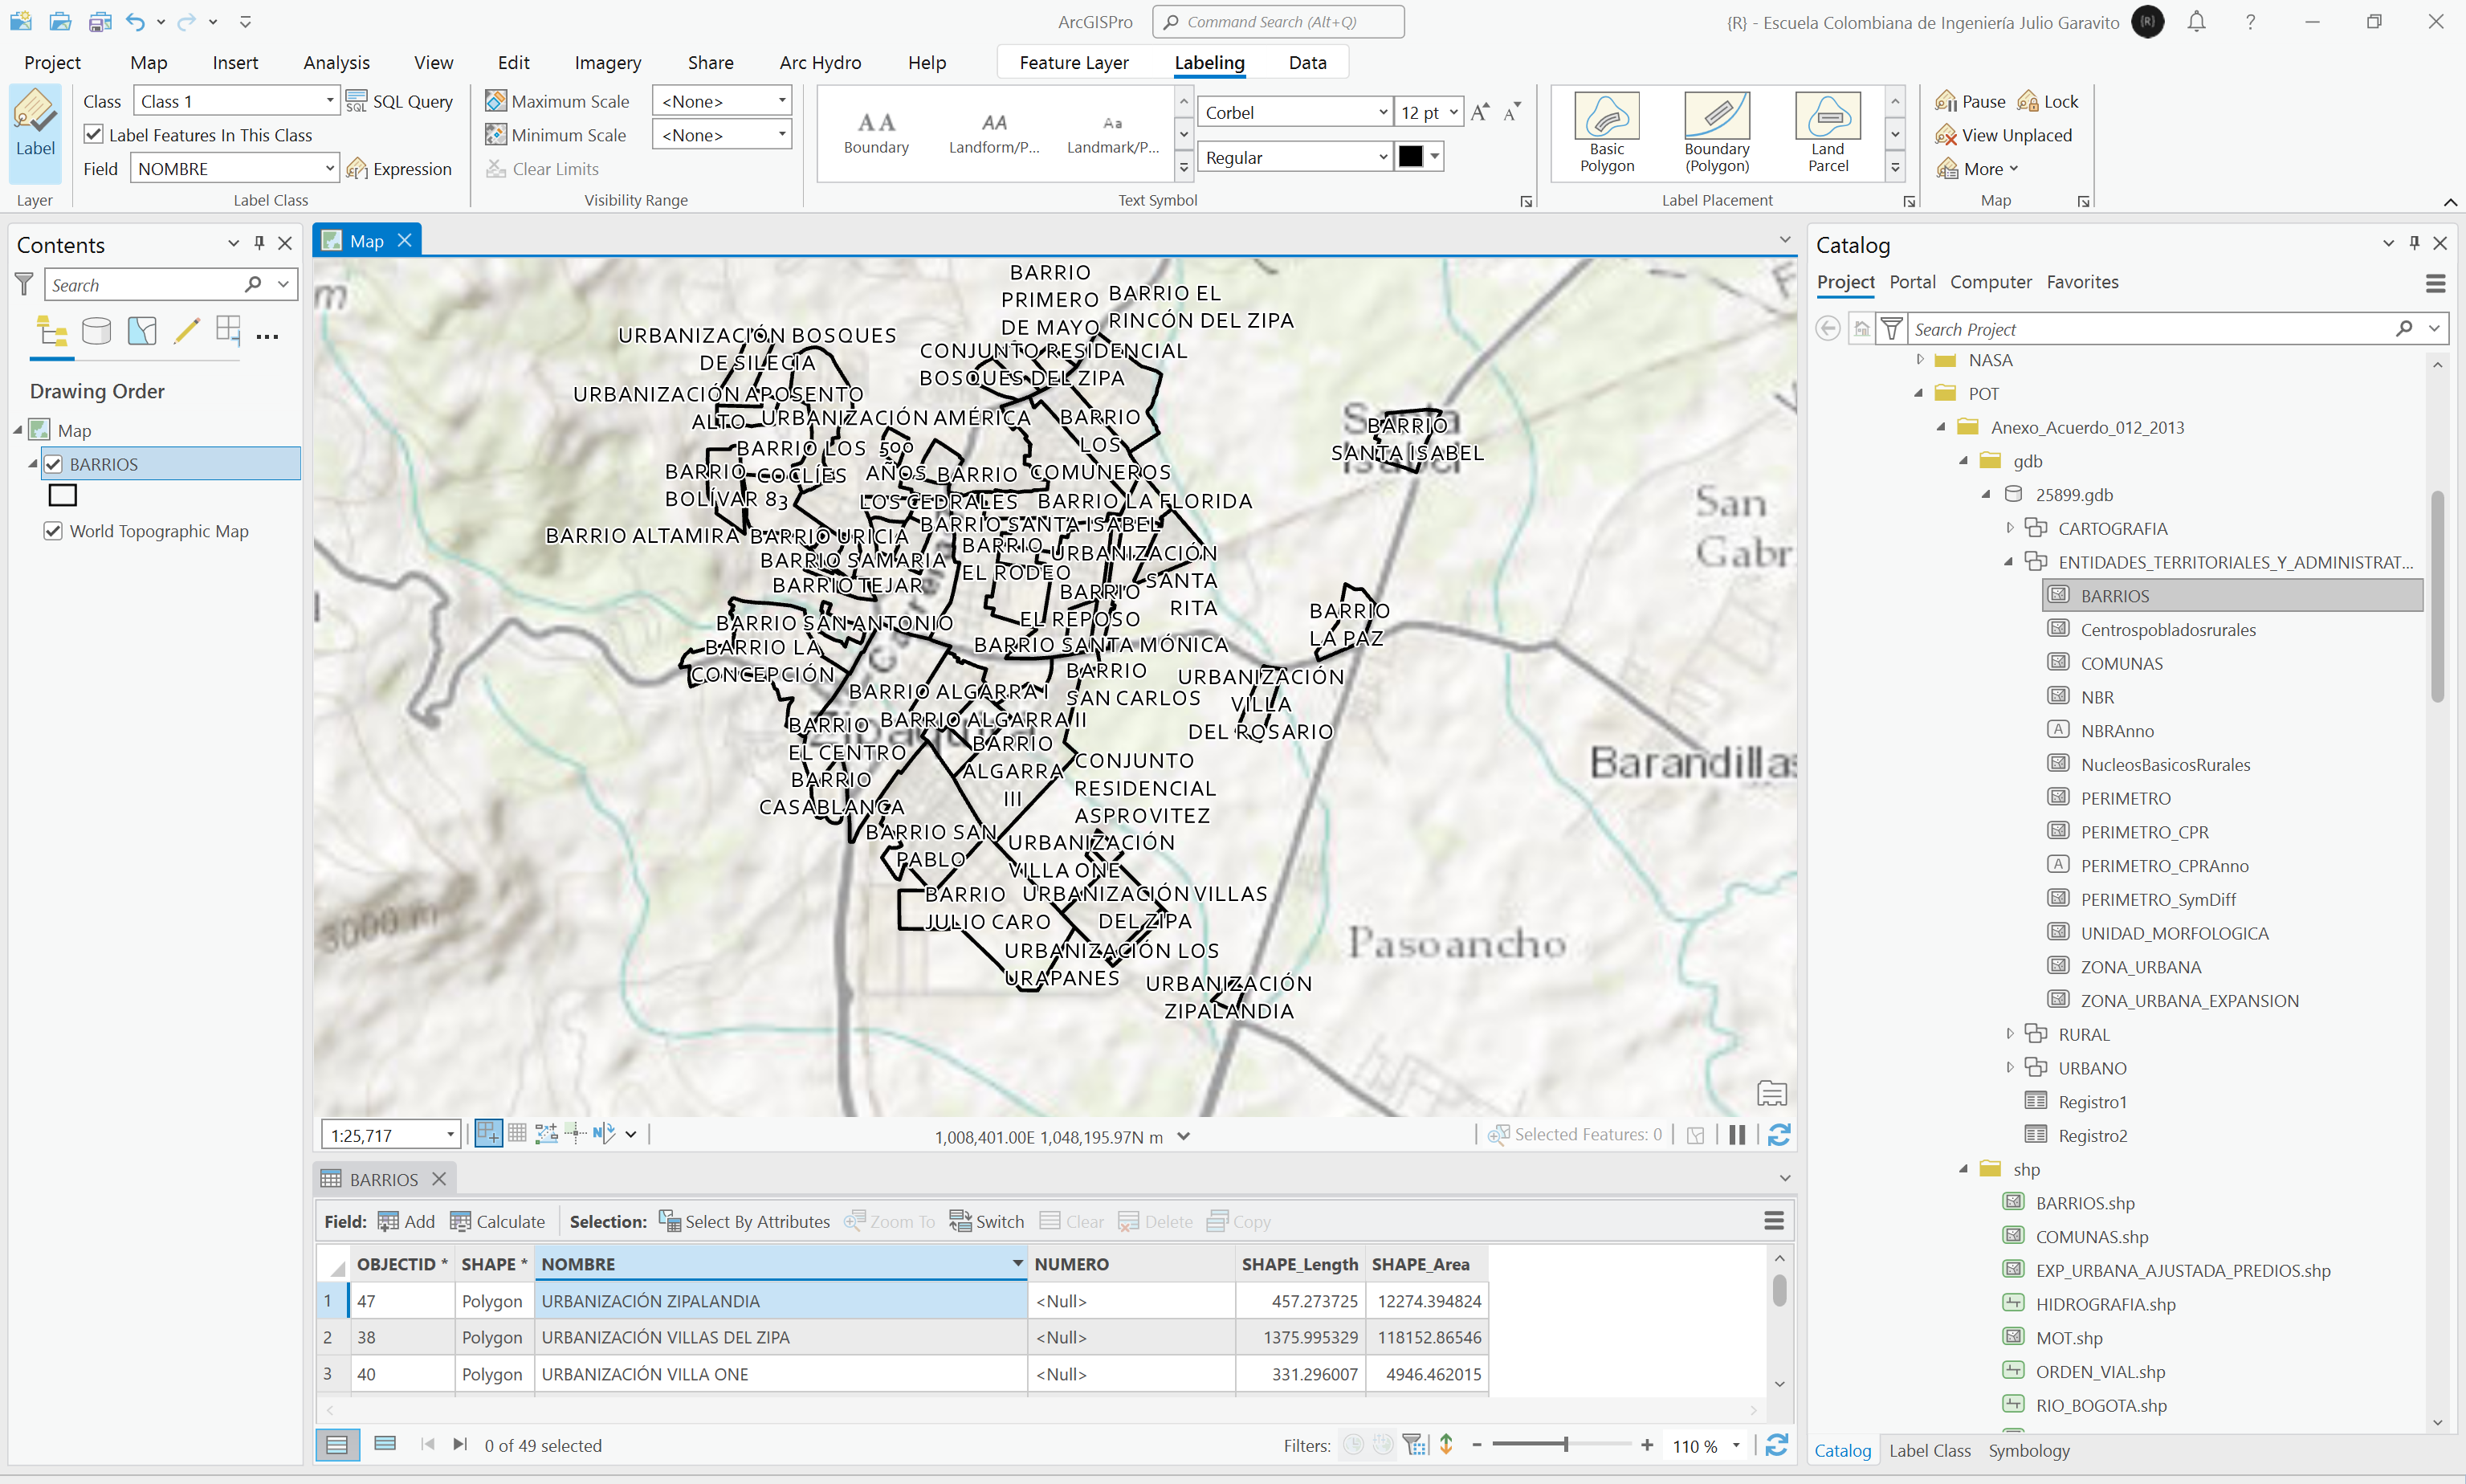 ArcGISPro
Command Search (Alt+Q)
{R} - Escuela Colombiana de Ingeniería Julio Garavito
{R}
Project
Map
Insert
Analysis
View
Edit
Imagery
Share
Arc Hydro
Help
Feature Layer
Labeling
Data
Label
Layer
Class
Class 1
SQL Query
Label Features In This Class
Field
NOMBRE
Expression
Label Class
Maximum Scale
<None>
Minimum Scale
<None>
Clear Limits
Visibility Range
AA
Boundary
AA
Landform/P...
Aa
Landmark/P...
Corbel
12 pt
Regular
Text Symbol
Basic
Polygon
Boundary
(Polygon)
Land
Parcel
Label Placement
Pause
Lock
View Unplaced
More
Map
Contents
Search
Drawing Order
Map
BARRIOS
World Topographic Map
Map
BARRIO
PRIMERO
DE MAYO
BARRIO EL
RINCÓN DEL ZIPA
URBANIZACIÓN BOSQUES
DE SILECIA
CONJUNTO RESIDENCIAL
BOSQUES DEL ZIPA
URBANIZACIÓN APOSENTO
ALTO
URBANIZACIÓN AMÉRICA
BARRIO
LOS
COMUNEROS
BARRIO LOS
COCLÍES
500
AÑOS
BARRIO
BOLÍVAR 83
BARRIO
LOS CEDRALES
BARRIO LA FLORIDA
BARRIO SANTA ISABEL
BARRIO ALTAMIRA
BARRIO URICIA
BARRIO SAMARIA
BARRIO TEJAR
BARRIO
EL RODEO
URBANIZACIÓN
SANTA
RITA
BARRIO
EL REPOSO
BARRIO SAN ANTONIO
BARRIO SANTA MÓNICA
BARRIO LA
CONCEPCIÓN
BARRIO
SAN CARLOS
BARRIO ALGARRA I
BARRIO ALGARRA II
BARRIO
EL CENTRO
BARRIO
ALGARRA
III
BARRIO
CASABLANCA
CONJUNTO
RESIDENCIAL
ASPROVITEZ
BARRIO SAN
PABLO
URBANIZACIÓN
VILLA ONE
BARRIO
JULIO CARO
URBANIZACIÓN VILLAS
DEL ZIPA
URBANIZACIÓN LOS
URAPANES
URBANIZACIÓN
ZIPALANDIA
URBANIZACIÓN
VILLA
DEL ROSARIO
BARRIO
LA PAZ
BARRIO
SANTA ISABEL
Santa
Isabel
San
Gabri
Barandillas
Pasoancho
Zipaquirá
3000 m
m
1:25,717
1,008,401.00E 1,048,195.97N m
Selected Features: 0
BARRIOS
Field:
Add
Calculate
Selection:
Select By Attributes
Zoom To
Switch
Clear
Delete
Copy
OBJECTID * SHAPE * NOMBRE NUMERO SHAPE_Length SHAPE_Area
1 47 Polygon URBANIZACIÓN ZIPALANDIA <Null> 457.273725 12274.394824
2 38 Polygon URBANIZACIÓN VILLAS DEL ZIPA <Null> 1375.995329 118152.86546
3 40 Polygon URBANIZACIÓN VILLA ONE <Null> 331.296007 4946.462015
0 of 49 selected
Filters:
110 %
Catalog
Project
Portal
Computer
Favorites
Search Project
NASA
POT
Anexo_Acuerdo_012_2013
gdb
25899.gdb
CARTOGRAFIA
ENTIDADES_TERRITORIALES_Y_ADMINISTRAT...
BARRIOS
Centrospobladosrurales
COMUNAS
NBR
NBRAnno
NucleosBasicosRurales
PERIMETRO
PERIMETRO_CPR
PERIMETRO_CPRAnno
PERIMETRO_SymDiff
UNIDAD_MORFOLOGICA
ZONA_URBANA
ZONA_URBANA_EXPANSION
RURAL
URBANO
Registro1
Registro2
shp
BARRIOS.shp
COMUNAS.shp
EXP_URBANA_AJUSTADA_PREDIOS.shp
HIDROGRAFIA.shp
MOT.shp
ORDEN_VIAL.shp
RIO_BOGOTA.shp
Catalog
Label Class
Symbology